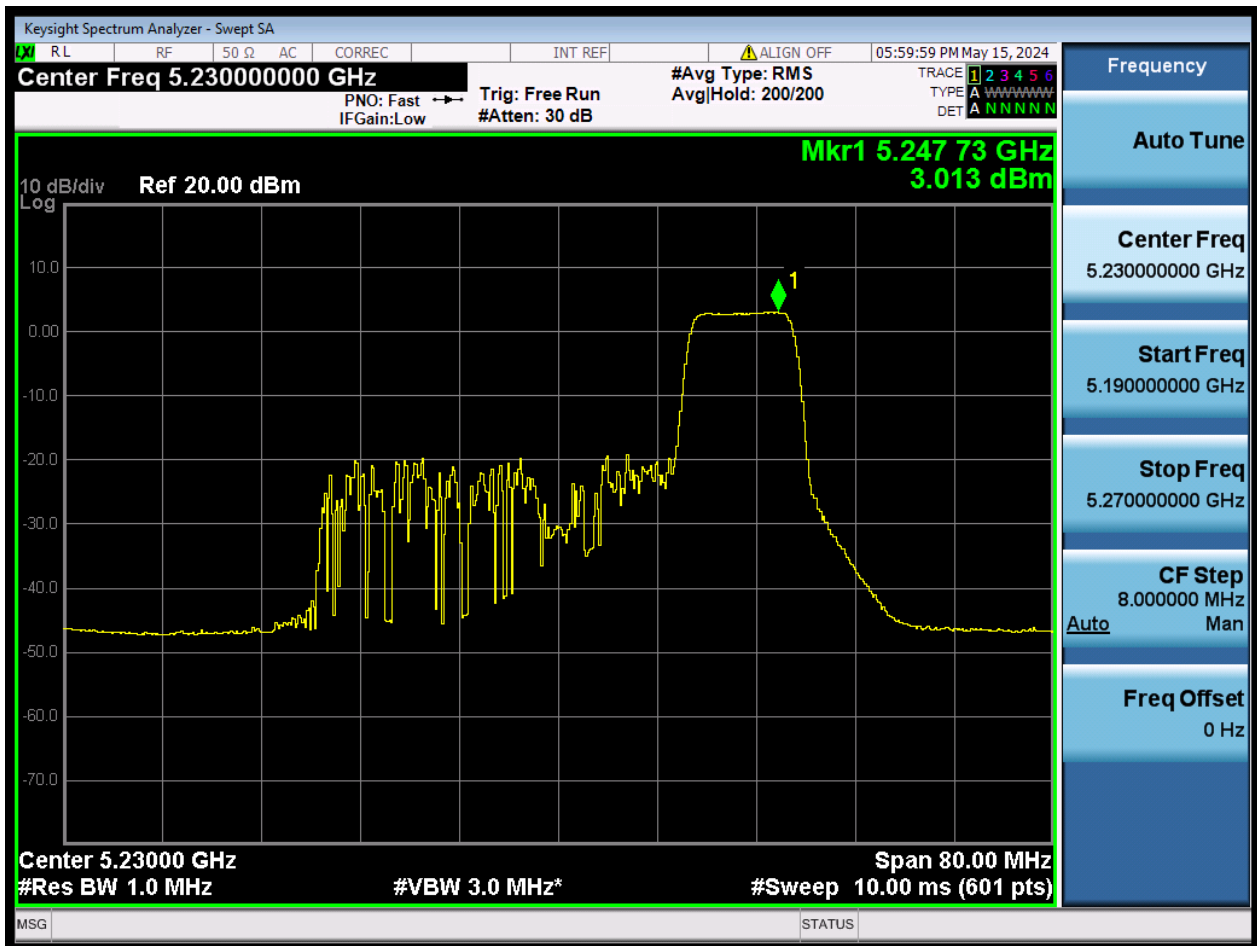 Keysight Spectrum Analyzer - Swept SA
LXI RL RF 50 Ω AC CORREC INT REF ALIGN OFF 05:59:59 PM May 15, 2024
Center Freq 5.230000000 GHz #Avg Type: RMS TRACE 1 2 3 4 5 6
PNO: Fast Trig: Free Run Avg|Hold: 200/200 TYPE A WWWWW
IFGain:Low #Atten: 30 dB DET A N N N N N
Mkr1 5.247 73 GHz
3.013 dBm
10 dB/div Ref 20.00 dBm
Log
10.0
1
0.00
-10.0
-20.0
-30.0
-40.0
-50.0
-60.0
-70.0
Center 5.23000 GHz Span 80.00 MHz
#Res BW 1.0 MHz #VBW 3.0 MHz* #Sweep 10.00 ms (601 pts)
MSG STATUS
Frequency
Auto Tune
Center Freq
5.230000000 GHz
Start Freq
5.190000000 GHz
Stop Freq
5.270000000 GHz
CF Step
8.000000 MHz
Auto Man
Freq Offset
0 Hz